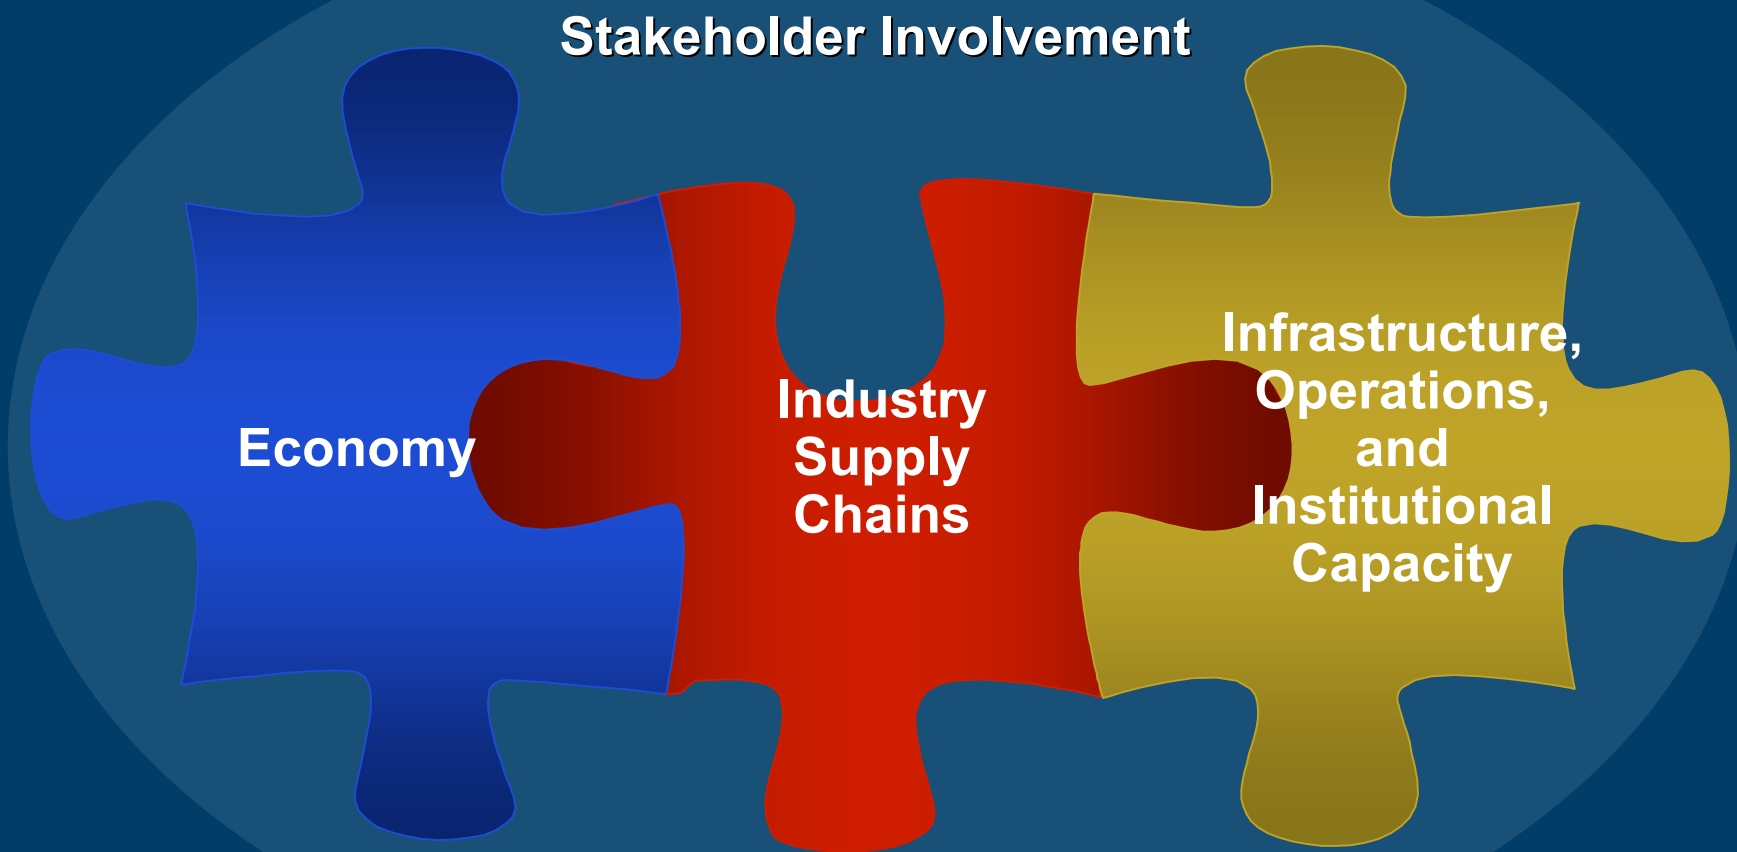 Stakeholder Involvement
Economy
Industry
Supply
Chains
Infrastructure,
Operations,
and
Institutional
Capacity